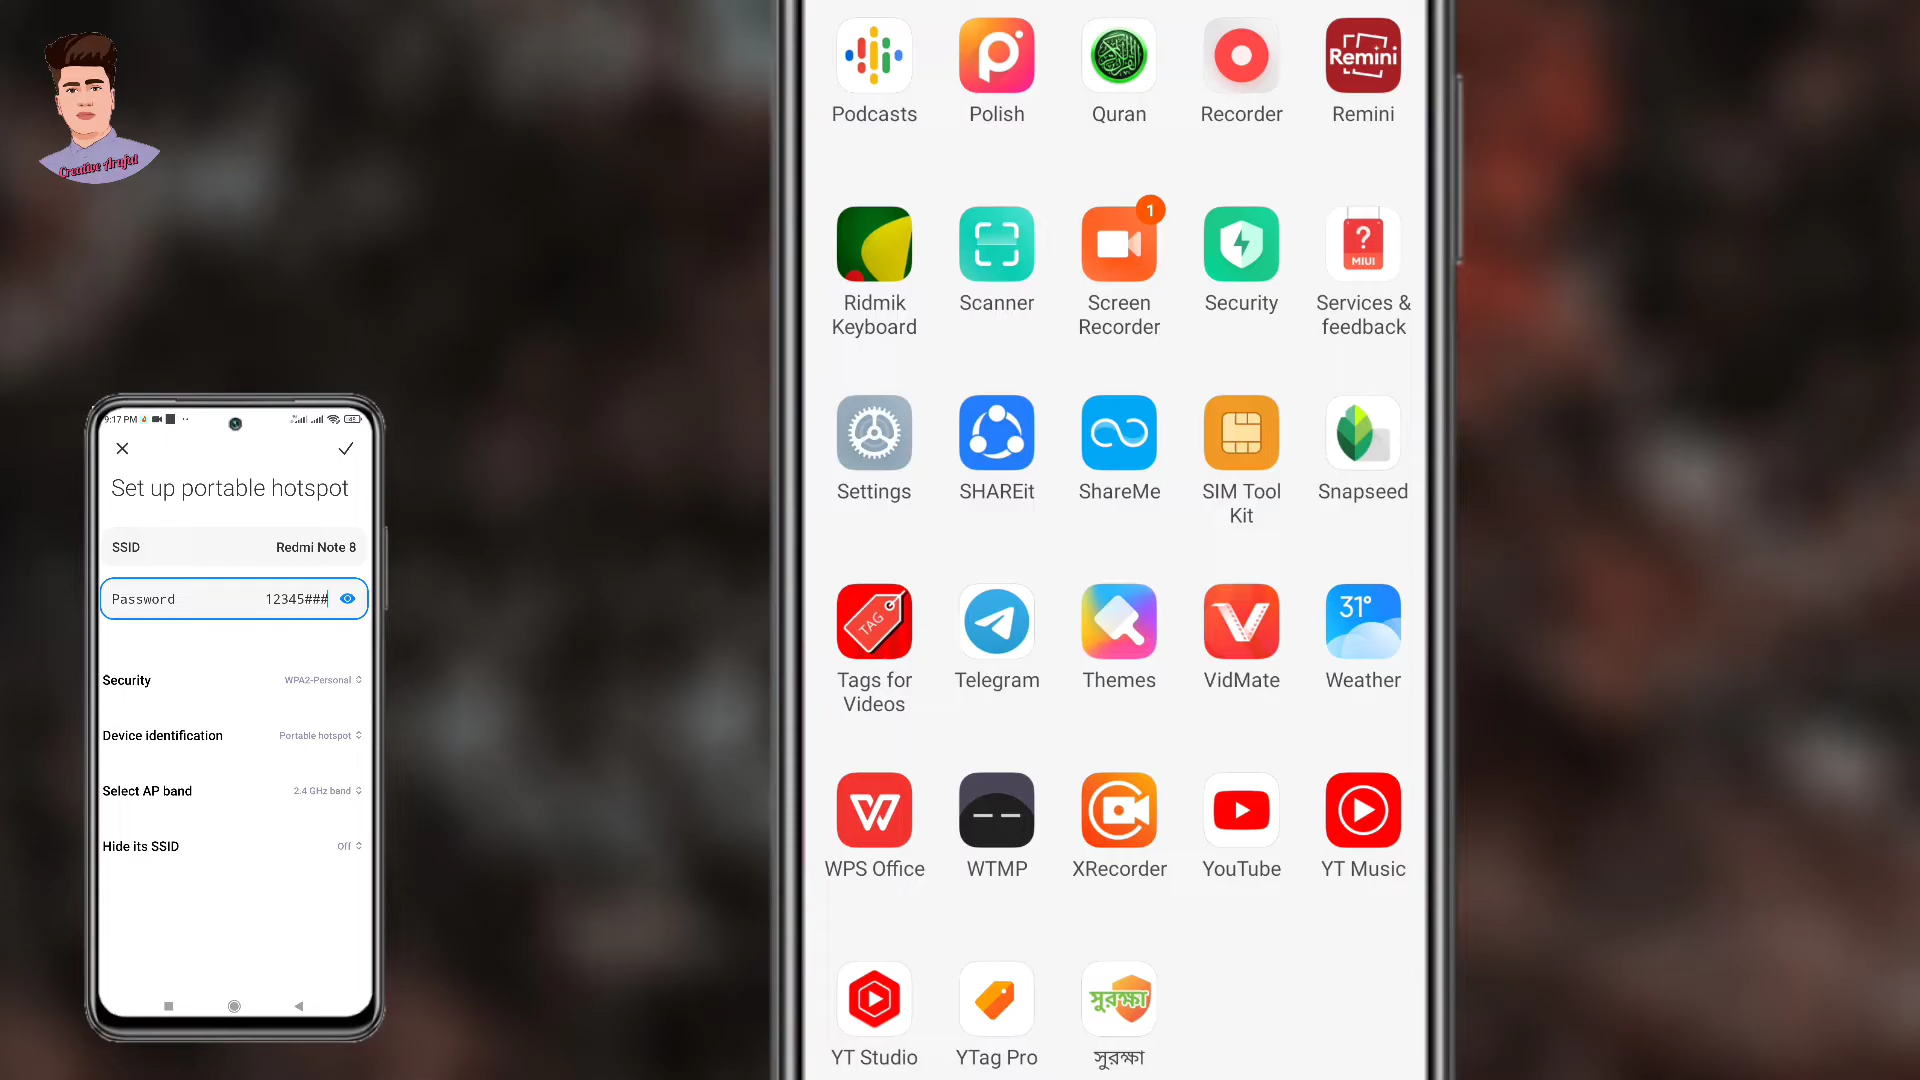 Creative Aryful
9:17 PM
Set up portable hotspot
SSID Redmi Note 8
Password 12345###
Security WPA2-Personal
Device identification Portable hotspot
Select AP band 2.4 GHz band
Hide its SSID Off
Remini
Podcasts Polish Quran Recorder Remini
1
?
MIUI
Ridmik Keyboard
Scanner
Screen Recorder
Security
Services & feedback
Settings
SHAREit
ShareMe
SIM Tool Kit
Snapseed
TAG
31°
Tags for Videos
Telegram
Themes
VidMate
Weather
WPS Office
WTMP
XRecorder
YouTube
YT Music
সুরক্ষা
YT Studio
YTag Pro
সুরক্ষা